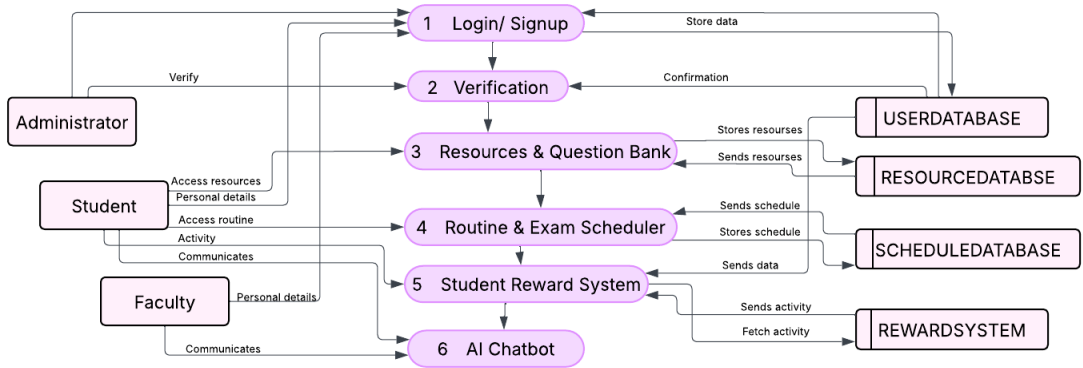 1 Login/ Signup
Store data
Verify
2 Verification
Confirmation
Administrator
USERDATABASE
Stores resourses
3 Resources & Question Bank
Sends resourses
RESOURCEDATABSE
Access resources
Personal details
Student
Sends schedule
Access routine
4 Routine & Exam Scheduler
Stores schedule
Activity
SCHEDULEDATABASE
Communicates
Sends data
5 Student Reward System
Faculty
Personal details
Sends activity
Fetch activity
REWARDSYSTEM
Communicates
6 AI Chatbot